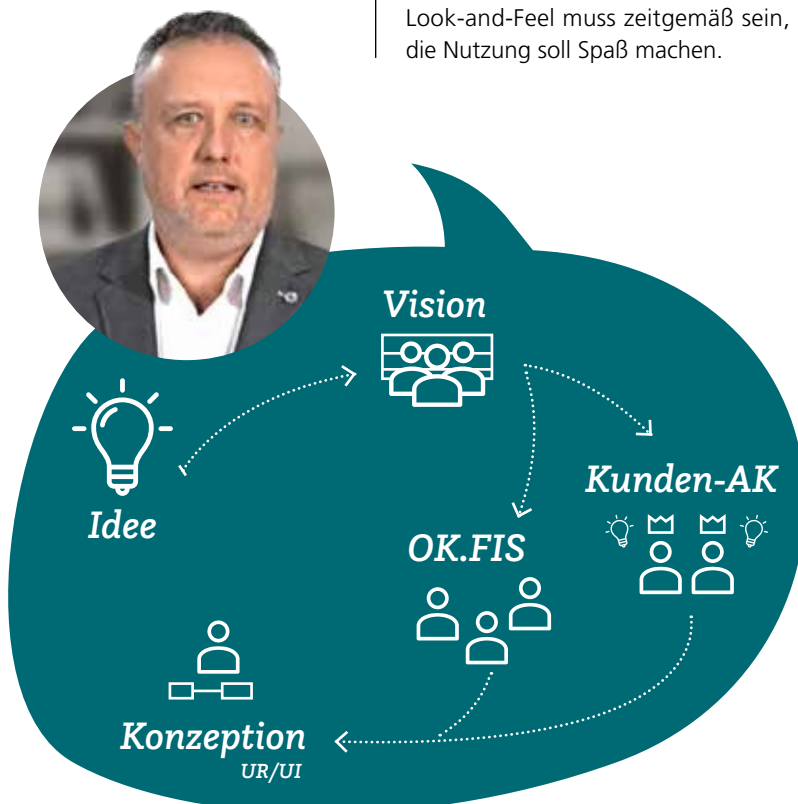 Look-and-Feel muss zeitgemäß sein,
die Nutzung soll Spaß machen.
Vision
Idee
Kunden-AK
OK.FIS
Konzeption
UR/UI